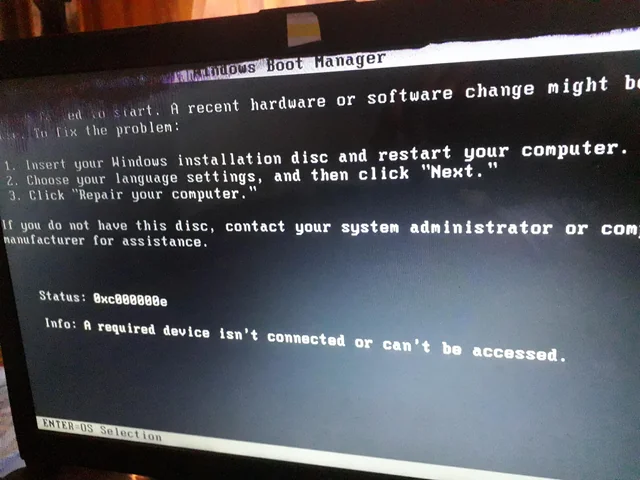 Windows Boot Manager
ed to start. A recent hardware or software change might be
To fix the problem:
1. Insert your Windows installation disc and restart your computer.
2. Choose your language settings, and then click "Next."
3. Click "Repair your computer."
If you do not have this disc, contact your system administrator or com
manufacturer for assistance.
Status: 0xc000000e
Info: A required device isn't connected or can't be accessed.
ENTER=OS Selection